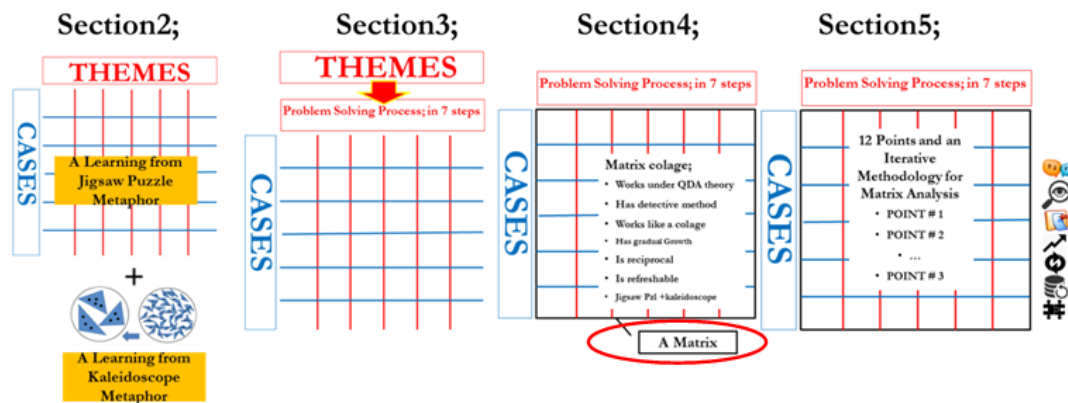 Section2;
THEMES
CASES
A Learning from
Jigsaw Puzzle
Metaphor
+
A Learning from
Kaleidoscope
Metaphor
Section3;
THEMES
Problem Solving Process; in 7 steps
CASES
Section4;
Problem Solving Process; in 7 steps
CASES
Matrix colage;
• Works under QDA theory
• Has detective method
• Works like a colage
• Has gradual Growth
• Is reciprocal
• Is refreshable
• Jigsaw Pzl +kaleidoscope
A Matrix
Section5;
Problem Solving Process; in 7 steps
CASES
12 Points and an
Iterative
Methodology for
Matrix Analysis
• POINT # 1
• POINT # 2
• ...
• POINT # 3